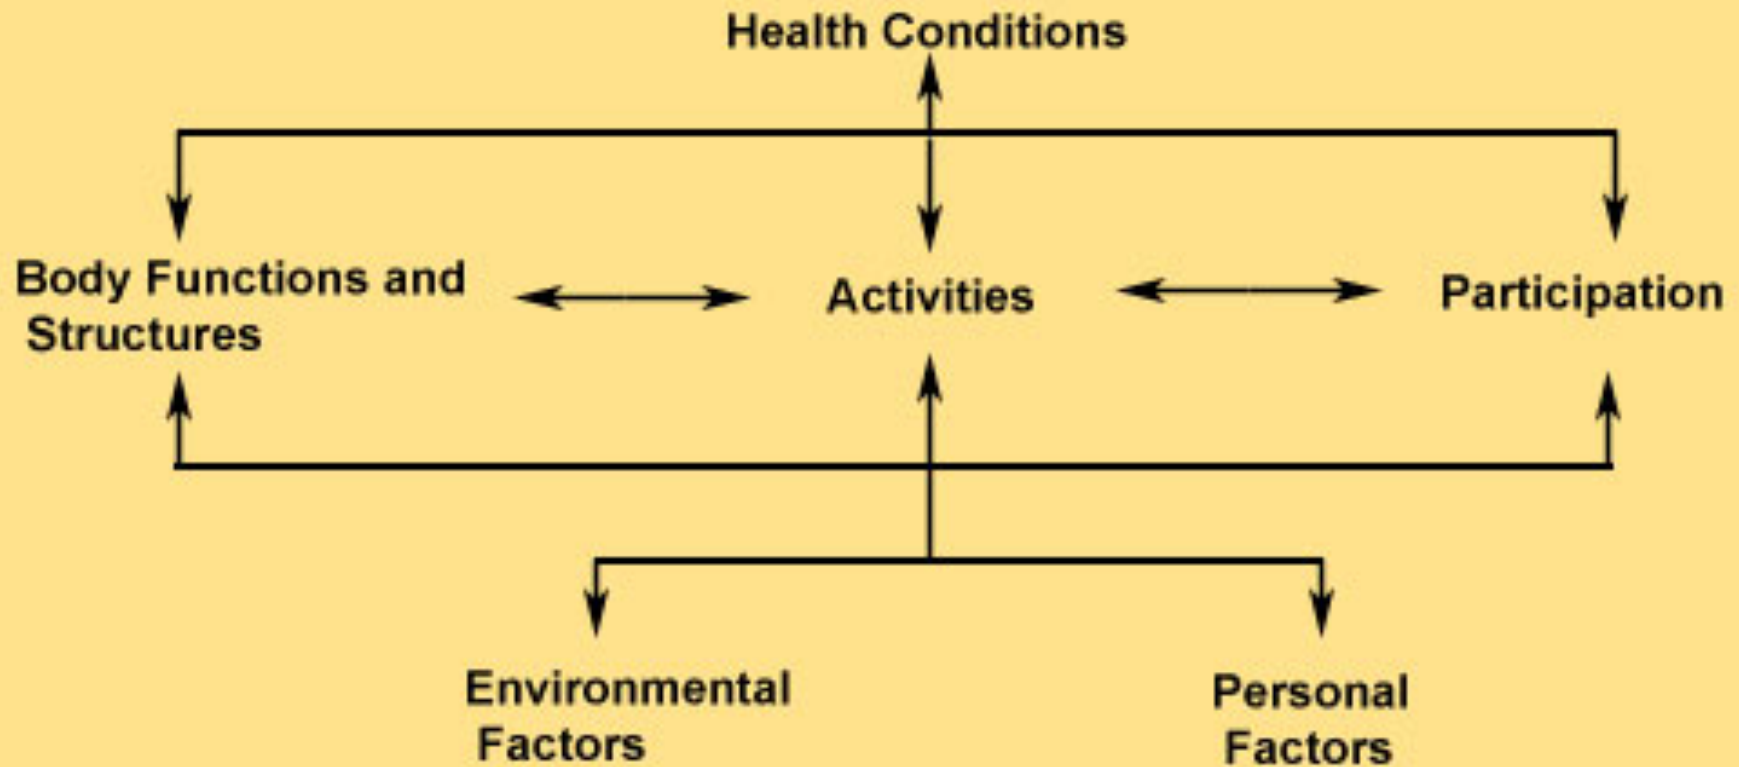 Health Conditions
Body Functions and
Structures
Activities
Participation
Environmental
Factors
Personal
Factors